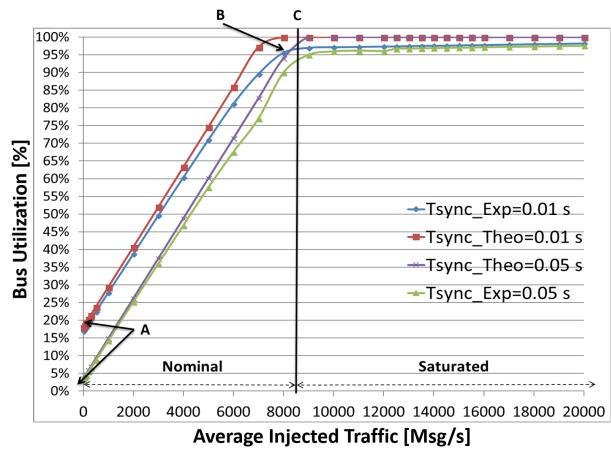 B
C
100%
95%
90%
85%
80%
75%
70%
65%
60%
55%
50%
45%
40%
35%
30%
25%
20%
15%
10%
5%
0%
Bus Utilization [%]
Tsync_Exp=0.01 s
Tsync_Theo=0.01 s
Tsync_Theo=0.05 s
Tsync_Exp=0.05 s
A
Nominal
Saturated
0 2000 4000 6000 8000 10000 12000 14000 16000 18000 20000
Average Injected Traffic [Msg/s]